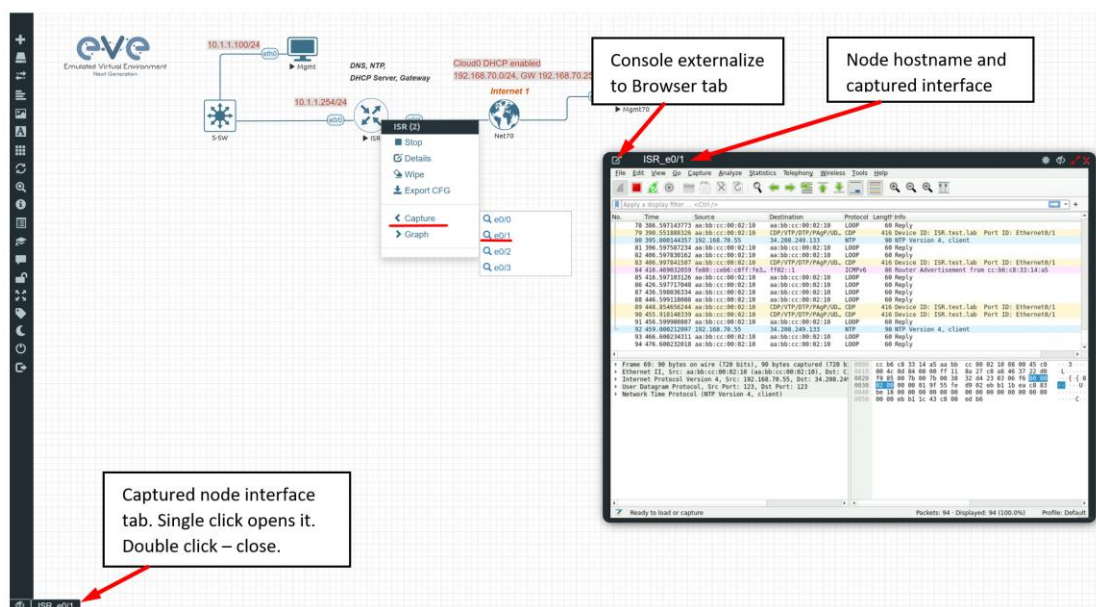 eve
Emulated Virtual Environment
Next Generation
10.1.1.100/24
eth0
Mgmt
DNS, NTP,
DHCP Server, Gateway
Cloud0 DHCP enabled
192.168.70.0/24, GW 192.168.70.25
Internet 1
10.1.1.254/24
e0/0
S-SW
ISR
Net70
Mgmt70
ISR (2)
Stop
Details
Wipe
Export CFG
Capture
Graph
e0/0
e0/1
e0/2
e0/3
Console externalize
to Browser tab
Node hostname and
captured interface
ISR_e0/1
File Edit View Go Capture Analyze Statistics Telephony Wireless Tools Help
Apply a display filter ... <Ctrl-/>
No. Time Source Destination Protocol Length Info
78 386.597143773 aa:bb:cc:00:02:10 aa:bb:cc:00:02:10 LOOP 60 Reply
79 390.551808326 aa:bb:cc:00:02:10 CDP/VTP/DTP/PAgP/UD… CDP 416 Device ID: ISR.test.lab Port ID: Ethernet0/1
80 395.000144357 192.168.70.55 34.208.249.133 NTP 90 NTP Version 4, client
81 396.597587234 aa:bb:cc:00:02:10 aa:bb:cc:00:02:10 LOOP 60 Reply
82 406.597830162 aa:bb:cc:00:02:10 aa:bb:cc:00:02:10 LOOP 60 Reply
83 406.997841507 aa:bb:cc:00:02:10 CDP/VTP/DTP/PAgP/UD… CDP 416 Device ID: ISR.test.lab Port ID: Ethernet0/1
84 416.469032059 ff02::1 ICMPv6 86 Router Advertisement from cc:b6:c8:33:14:a5
85 416.597103126 aa:bb:cc:00:02:10 aa:bb:cc:00:02:10 LOOP 60 Reply
86 426.597717048 aa:bb:cc:00:02:10 aa:bb:cc:00:02:10 LOOP 60 Reply
87 436.598036334 aa:bb:cc:00:02:10 aa:bb:cc:00:02:10 LOOP 60 Reply
88 446.599118088 aa:bb:cc:00:02:10 aa:bb:cc:00:02:10 LOOP 60 Reply
89 448.854656244 aa:bb:cc:00:02:10 CDP/VTP/DTP/PAgP/UD… CDP 416 Device ID: ISR.test.lab Port ID: Ethernet0/1
90 455.918148339 aa:bb:cc:00:02:10 CDP/VTP/DTP/PAgP/UD… CDP 416 Device ID: ISR.test.lab Port ID: Ethernet0/1
91 456.599980087 aa:bb:cc:00:02:10 aa:bb:cc:00:02:10 LOOP 60 Reply
92 459.000212097 192.168.70.55 34.208.249.133 NTP 90 NTP Version 4, client
93 466.600234311 aa:bb:cc:00:02:10 aa:bb:cc:00:02:10 LOOP 60 Reply
94 476.600232018 aa:bb:cc:00:02:10 aa:bb:cc:00:02:10 LOOP 60 Reply
Frame 69: 90 bytes on wire (720 bits), 90 bytes captured (720 b
Ethernet II, Src: aa:bb:cc:00:02:10 (aa:bb:cc:00:02:10), Dst: C
Internet Protocol Version 4, Src: 192.168.70.55, Dst: 34.208.24
User Datagram Protocol, Src Port: 123, Dst Port: 123
Network Time Protocol (NTP Version 4, client)
Ready to load or capture
Packets: 94 · Displayed: 94 (100.0%)
Profile: Default
Captured node interface
tab. Single click opens it.
Double click – close.
ISR_e0/1